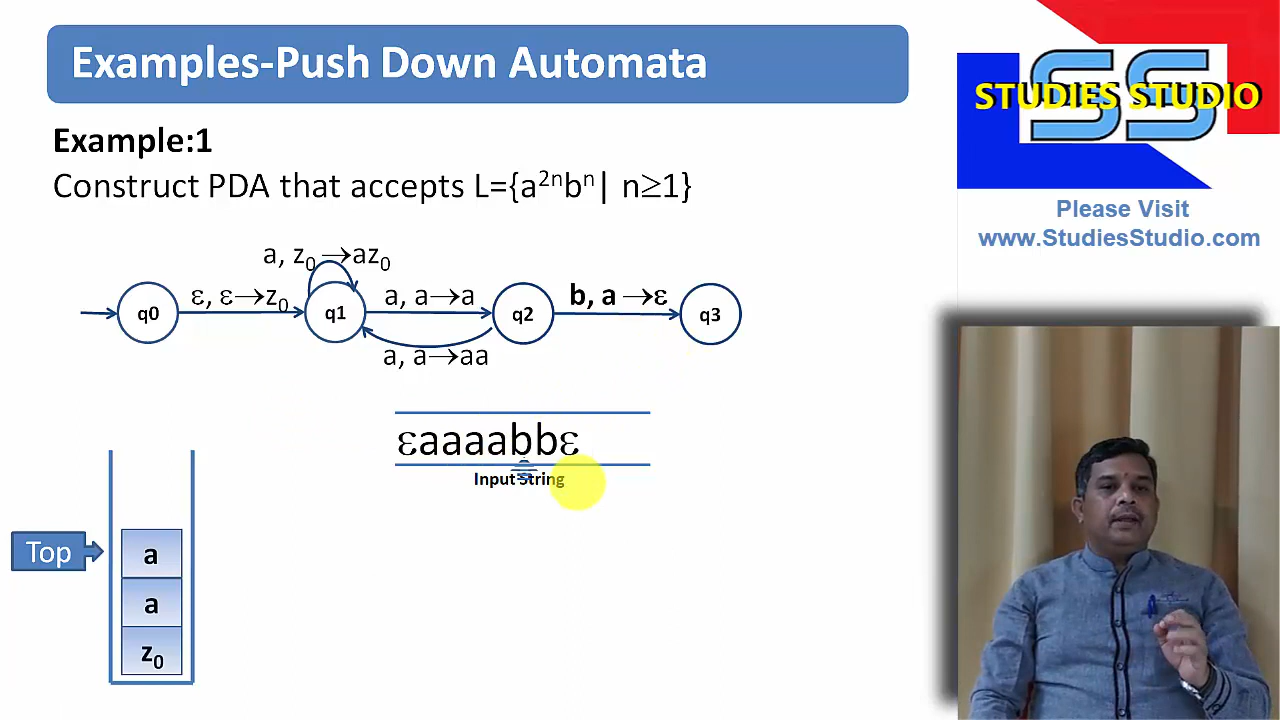 Examples-Push Down Automata
SS
STUDIES STUDIO
Please Visit
www.StudiesStudio.com
Example:1
Construct PDA that accepts L={a²ⁿbⁿ| n≥1}
a, z₀→az₀
q0
ε, ε→z₀
q1
a, a→a
q2
b, a →ε
q3
a, a→aa
εaaaabbε
Input String
Top
a
a
z₀